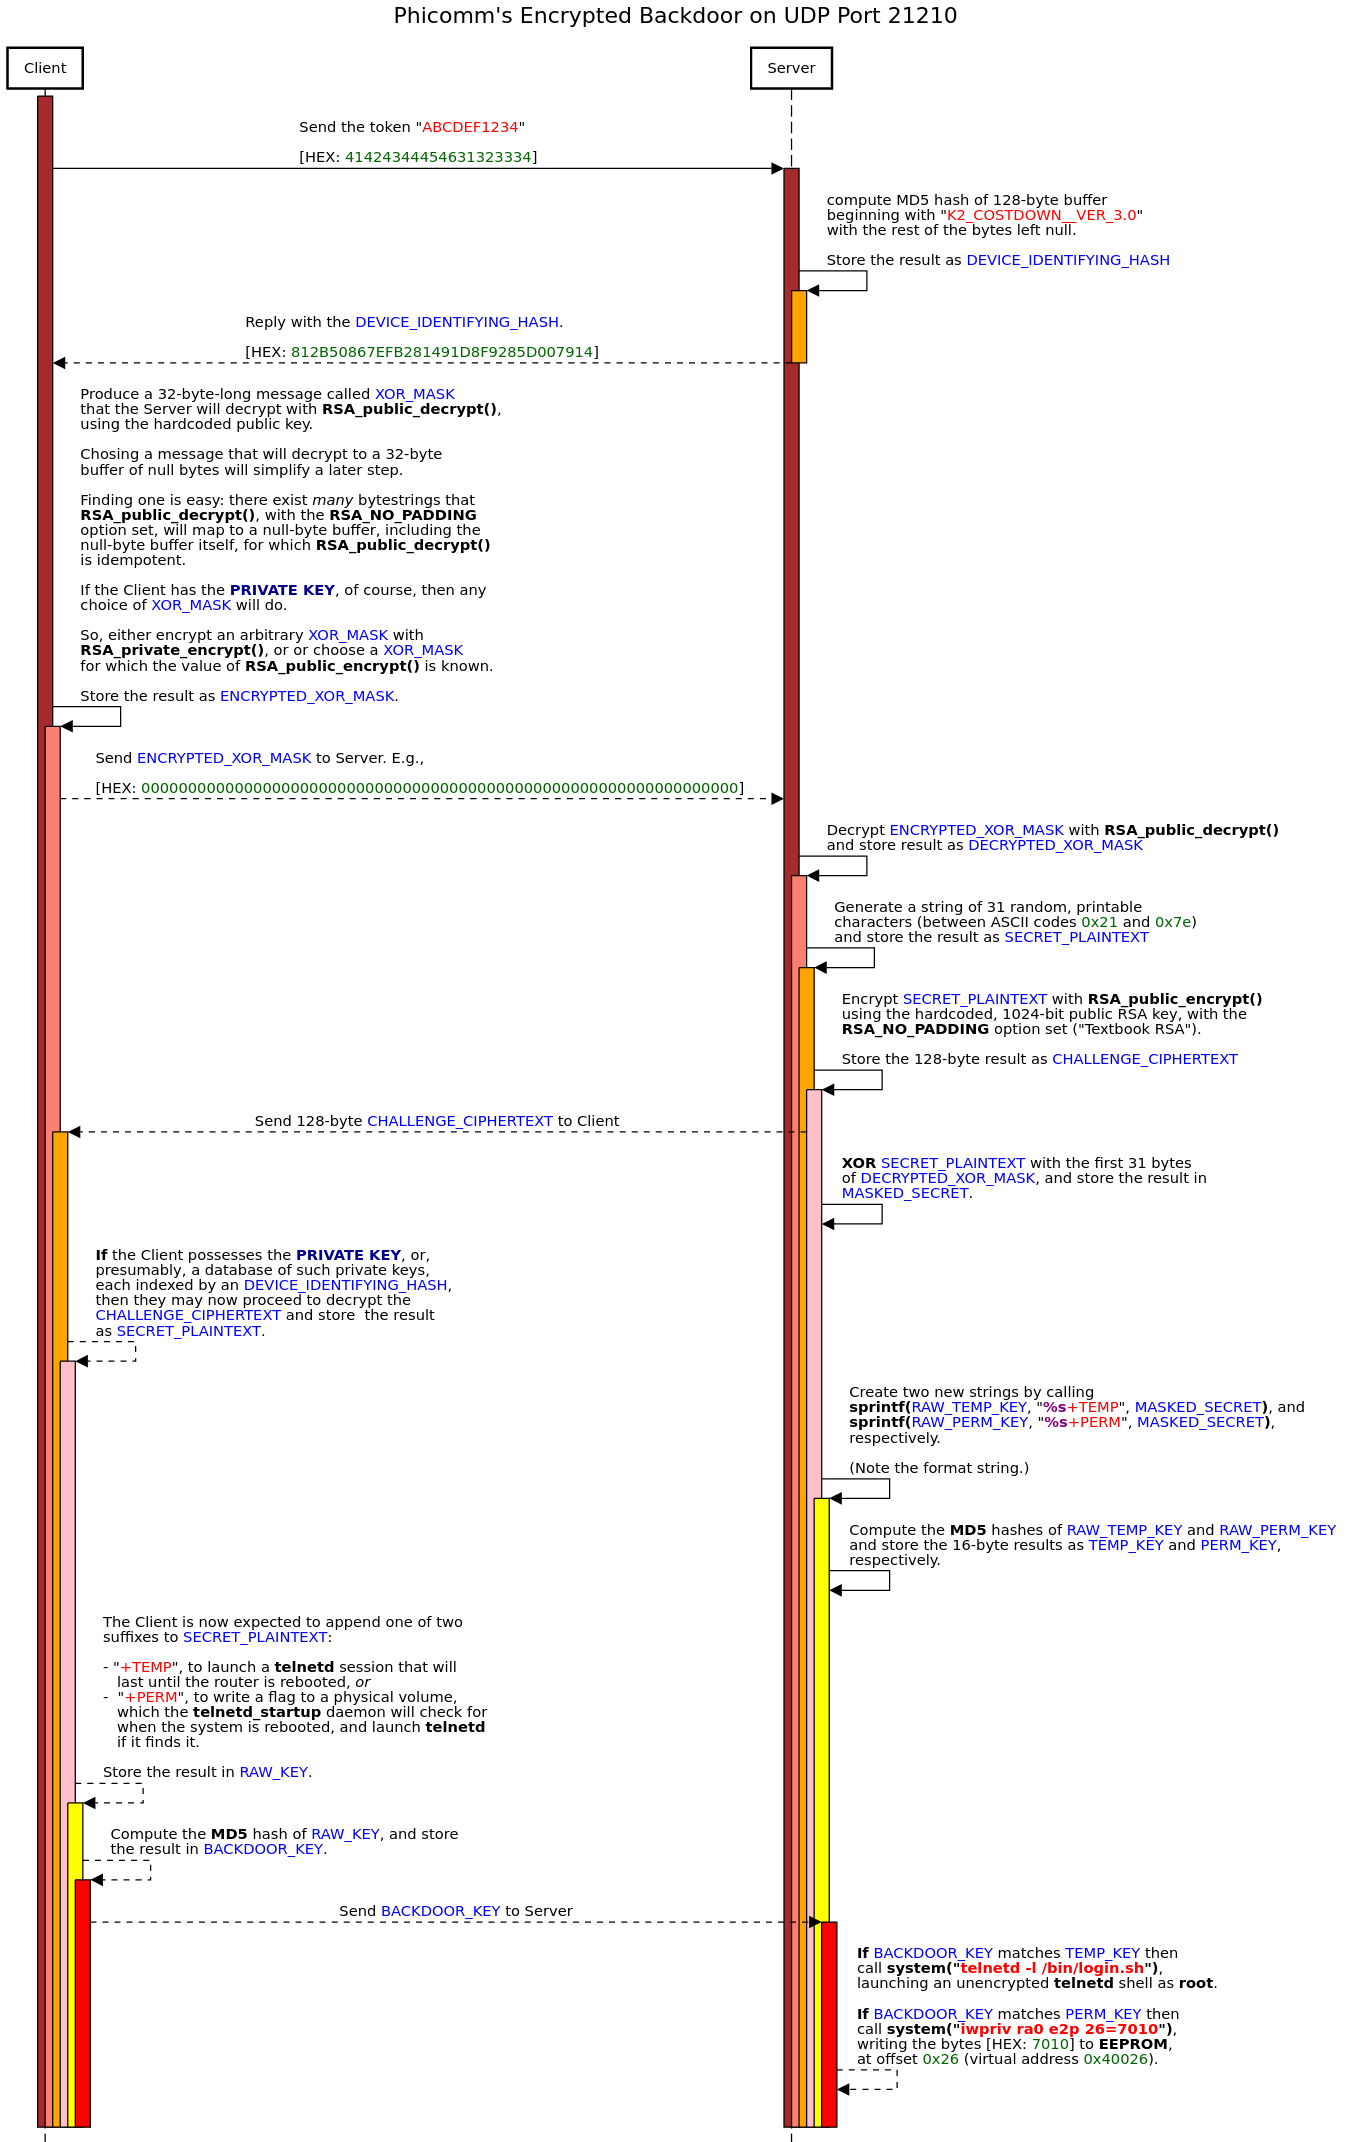 Phicomm's Encrypted Backdoor on UDP Port 21210
Client
Server
Send the token "ABCDEF1234"
[HEX: 41424344454631323334]
compute MD5 hash of 128-byte buffer
beginning with "K2_COSTDOWN__VER_3.0"
with the rest of the bytes left null.
Store the result as DEVICE_IDENTIFYING_HASH
Reply with the DEVICE_IDENTIFYING_HASH.
[HEX: 812B50867EFB281491D8F9285D007914]
Produce a 32-byte-long message called XOR_MASK
that the Server will decrypt with RSA_public_decrypt(),
using the hardcoded public key.
Chosing a message that will decrypt to a 32-byte
buffer of null bytes will simplify a later step.
Finding one is easy: there exist many bytestrings that
RSA_public_decrypt(), with the RSA_NO_PADDING
option set, will map to a null-byte buffer, including the
null-byte buffer itself, for which RSA_public_decrypt()
is idempotent.
If the Client has the PRIVATE KEY, of course, then any
choice of XOR_MASK will do.
So, either encrypt an arbitrary XOR_MASK with
RSA_private_encrypt(), or or choose a XOR_MASK
for which the value of RSA_public_encrypt() is known.
Store the result as ENCRYPTED_XOR_MASK.
Send ENCRYPTED_XOR_MASK to Server. E.g.,
[HEX: 0000000000000000000000000000000000000000000000000000000000000000]
Decrypt ENCRYPTED_XOR_MASK with RSA_public_decrypt()
and store result as DECRYPTED_XOR_MASK
Generate a string of 31 random, printable
characters (between ASCII codes 0x21 and 0x7e)
and store the result as SECRET_PLAINTEXT
Encrypt SECRET_PLAINTEXT with RSA_public_encrypt()
using the hardcoded, 1024-bit public RSA key, with the
RSA_NO_PADDING option set ("Textbook RSA").
Store the 128-byte result as CHALLENGE_CIPHERTEXT
Send 128-byte CHALLENGE_CIPHERTEXT to Client
XOR SECRET_PLAINTEXT with the first 31 bytes
of DECRYPTED_XOR_MASK, and store the result in
MASKED_SECRET.
If the Client possesses the PRIVATE KEY, or,
presumably, a database of such private keys,
each indexed by an DEVICE_IDENTIFYING_HASH,
then they may now proceed to decrypt the
CHALLENGE_CIPHERTEXT and store  the result
as SECRET_PLAINTEXT.
Create two new strings by calling
sprintf(RAW_TEMP_KEY, "%s+TEMP", MASKED_SECRET), and
sprintf(RAW_PERM_KEY, "%s+PERM", MASKED_SECRET),
respectively.
(Note the format string.)
Compute the MD5 hashes of RAW_TEMP_KEY and RAW_PERM_KEY
and store the 16-byte results as TEMP_KEY and PERM_KEY,
respectively.
The Client is now expected to append one of two
suffixes to SECRET_PLAINTEXT:
- "+TEMP", to launch a telnetd session that will
last until the router is rebooted, or
-  "+PERM", to write a flag to a physical volume,
which the telnetd_startup daemon will check for
when the system is rebooted, and launch telnetd
if it finds it.
Store the result in RAW_KEY.
Compute the MD5 hash of RAW_KEY, and store
the result in BACKDOOR_KEY.
Send BACKDOOR_KEY to Server
If BACKDOOR_KEY matches TEMP_KEY then
call system("telnetd -l /bin/login.sh"),
launching an unencrypted telnetd shell as root.
If BACKDOOR_KEY matches PERM_KEY then
call system("iwpriv ra0 e2p 26=7010"),
writing the bytes [HEX: 7010] to EEPROM,
at offset 0x26 (virtual address 0x40026).